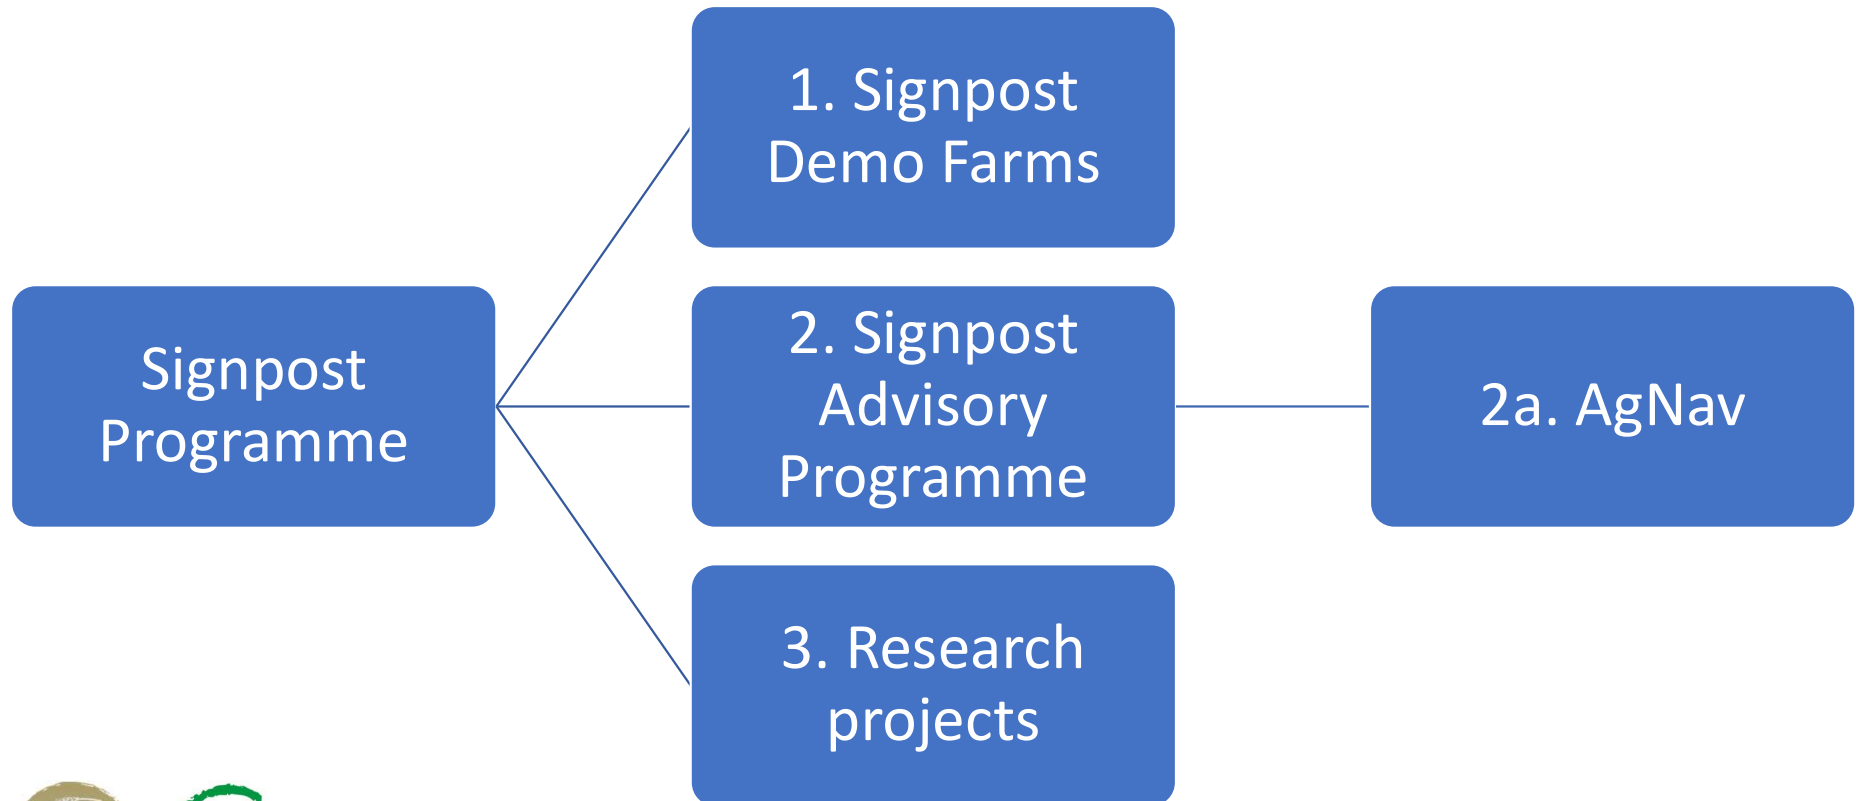 Signpost
Programme
1. Signpost
Demo Farms
2. Signpost
Advisory
Programme
2a. AgNav
3. Research
projects